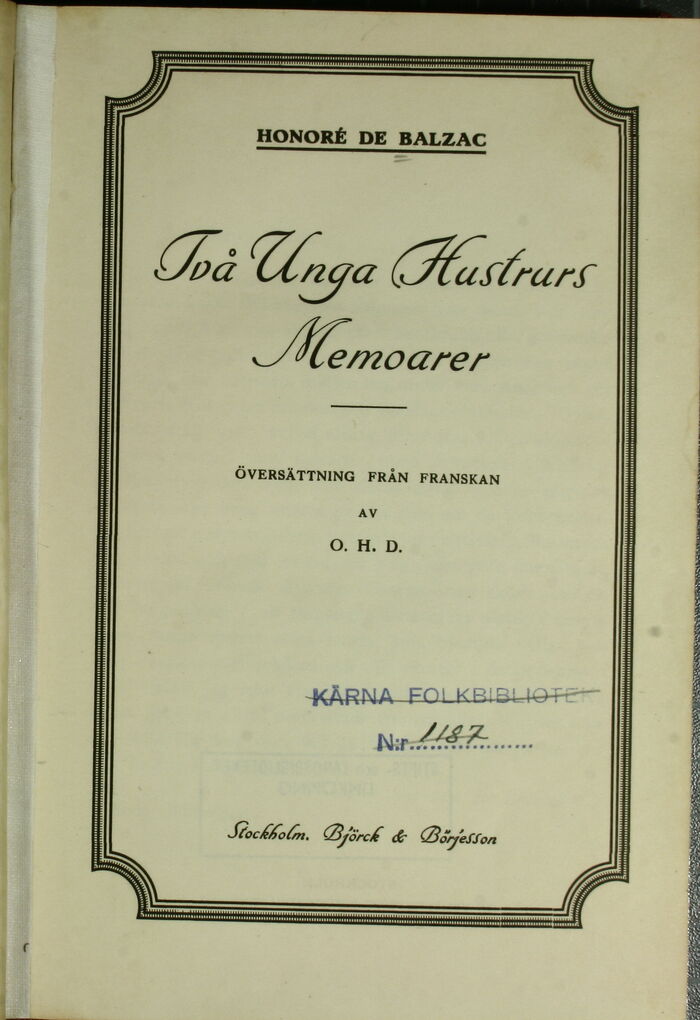 HONORÉ DE BALZAC
Två Unga Hustrurs
Memoarer
ÖVERSÄTTNING FRÅN FRANSKAN
AV
O. H. D.
KÄRNA FOLKBIBLIOTEK
N:r 1187
Stockholm. Björck & Börjesson